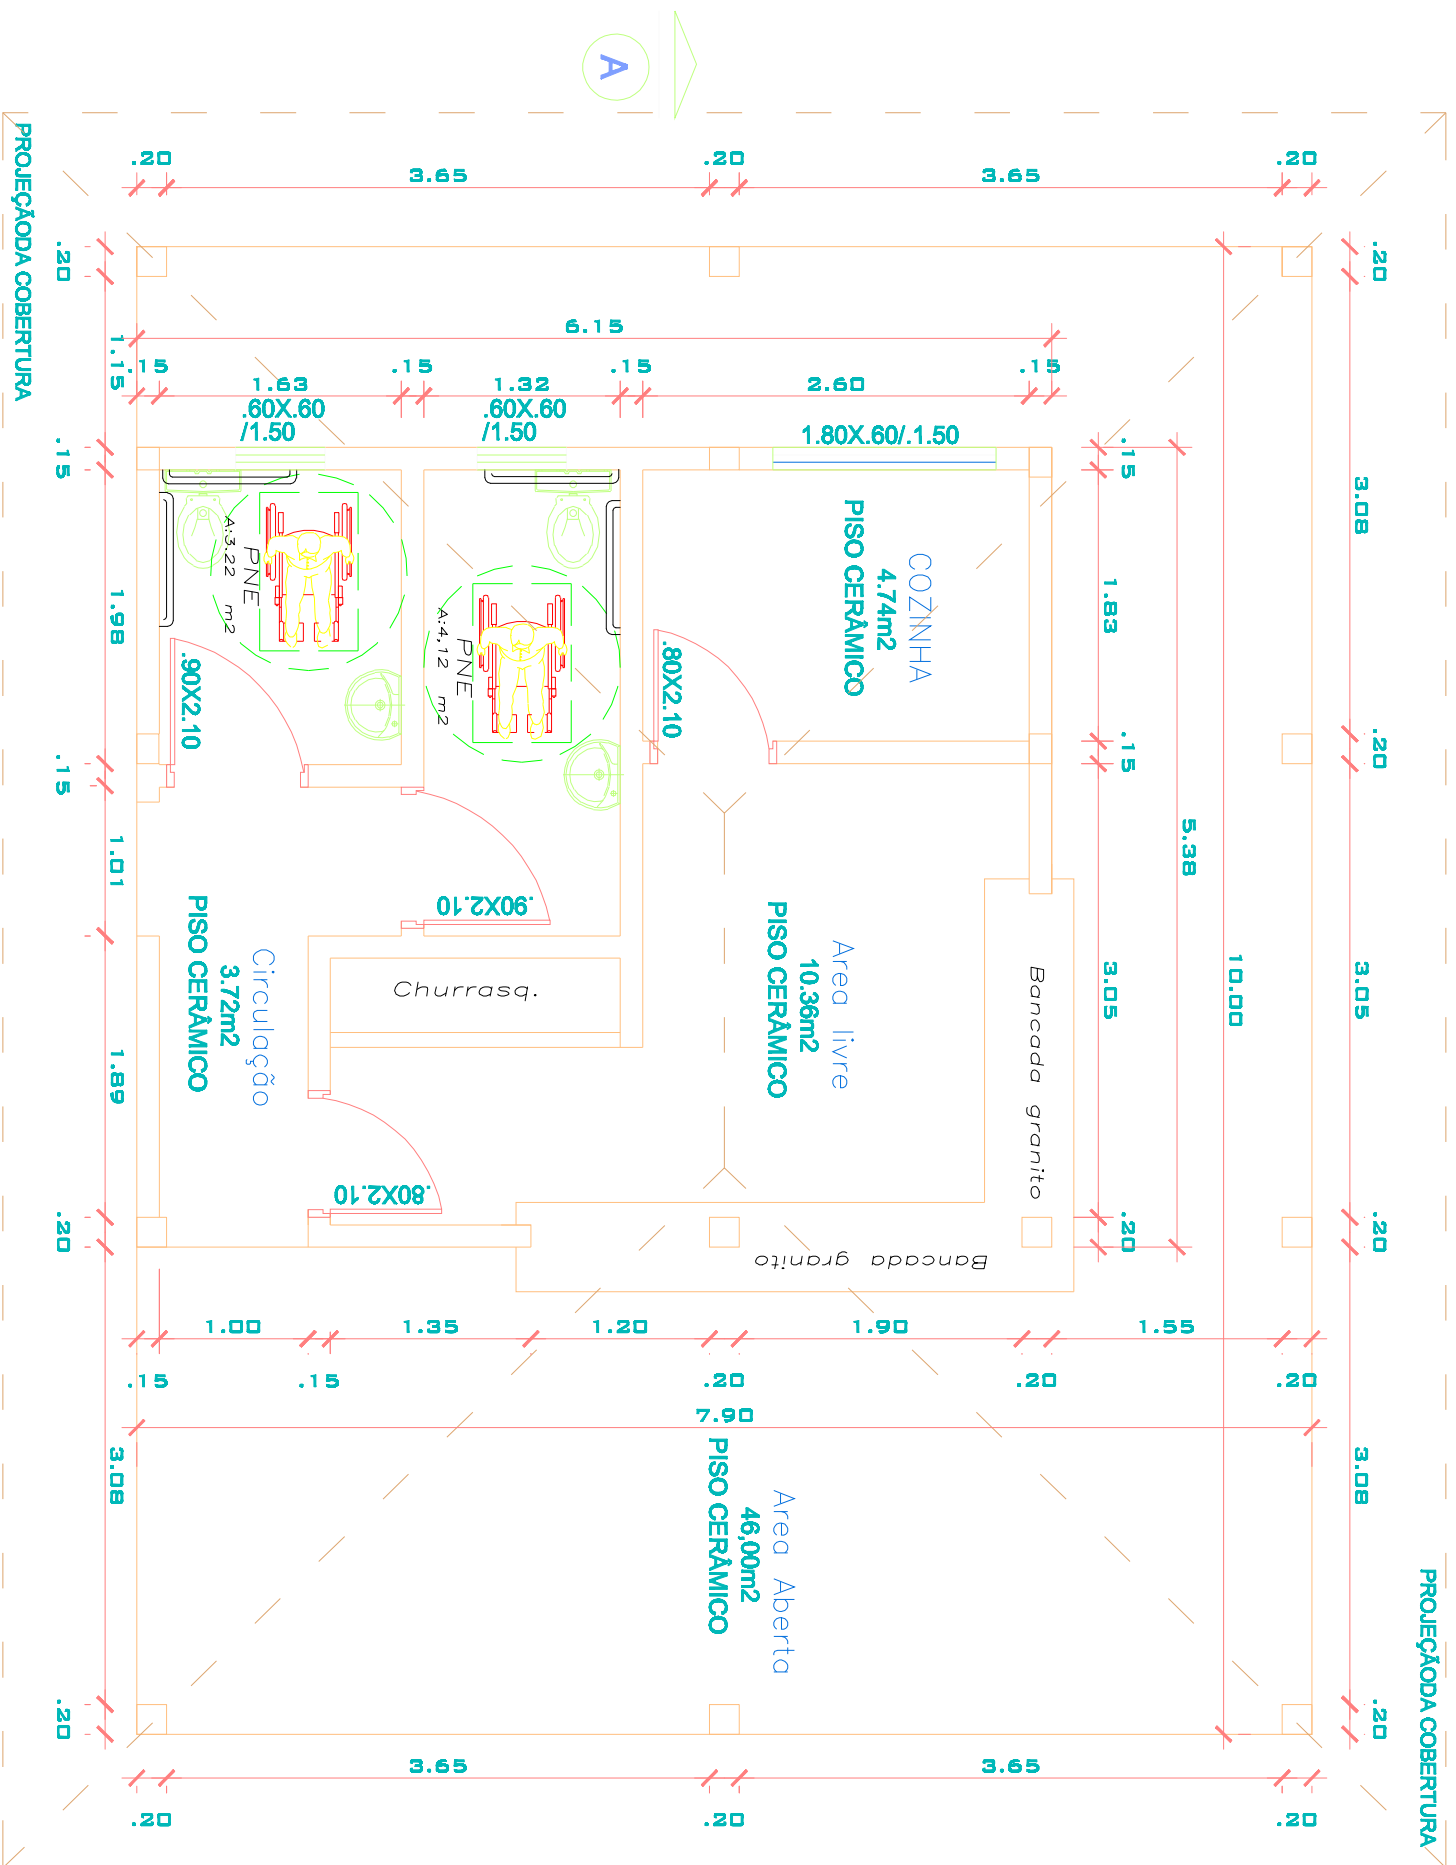 A
PROJEÇÃODA COBERTURA
.20
3.65
.20
3.65
.20
.20
.20
6.15
1.15
.15
1.63
.15
1.32
.15
2.60
.15
.60X.60
/1.50
.60X.60
/1.50
1.80X.60/.1.50
.15
.15
3.08
COZINHA
4.74m2
PISO CERÂMICO
PNE
A:3.22 m2
PNE
A:4,12 m2
1.98
1.83
.90X2.10
.80X2.10
.15
.15
.20
5.38
1.01
.90X2.10
Churrasq.
Circulação
3.72m2
PISO CERÂMICO
Area livre
10.36m2
PISO CERÂMICO
Bancada granito
3.05
10.00
3.05
1.89
.80X2.10
.20
.20
.20
Bancada granito
1.00
1.35
1.20
1.90
1.55
.15
.15
.20
.20
.20
7.90
3.08
3.08
Area Aberta
46,00m2
PISO CERÂMICO
.20
.20
3.65
3.65
.20
.20
.20
PROJEÇÃODA COBERTURA